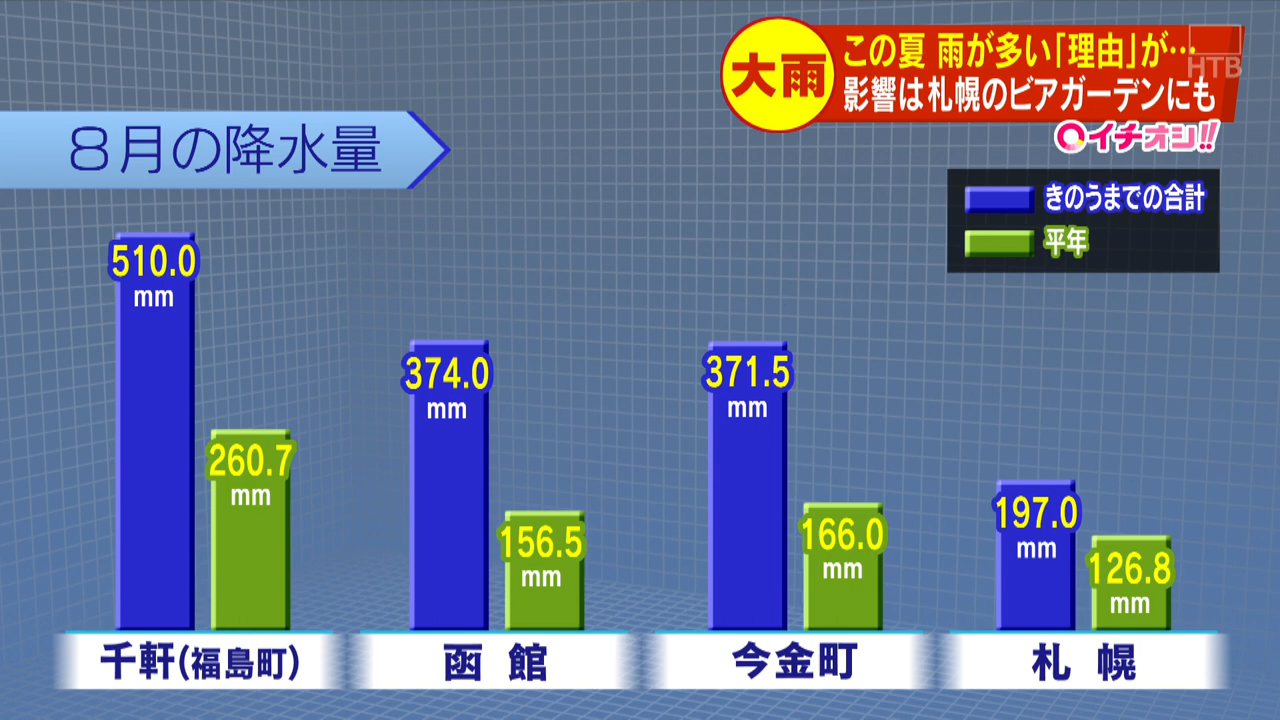 大雨
この夏 雨が多い「理由」が…
影響は札幌のビアガーデンにも
HTB
イチオシ!!
8月の降水量
きのうまでの合計
平年
510.0
mm
260.7
mm
374.0
mm
156.5
mm
371.5
mm
166.0
mm
197.0
mm
126.8
mm
千軒(福島町)
函館
今金町
札幌